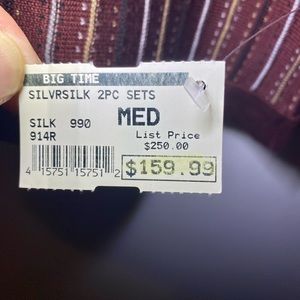 BIG TIME
SILVRSILK 2PC SETS
SILK 990 MED
914R
List Price
$250.00
$159.99
4 15751 15751 2